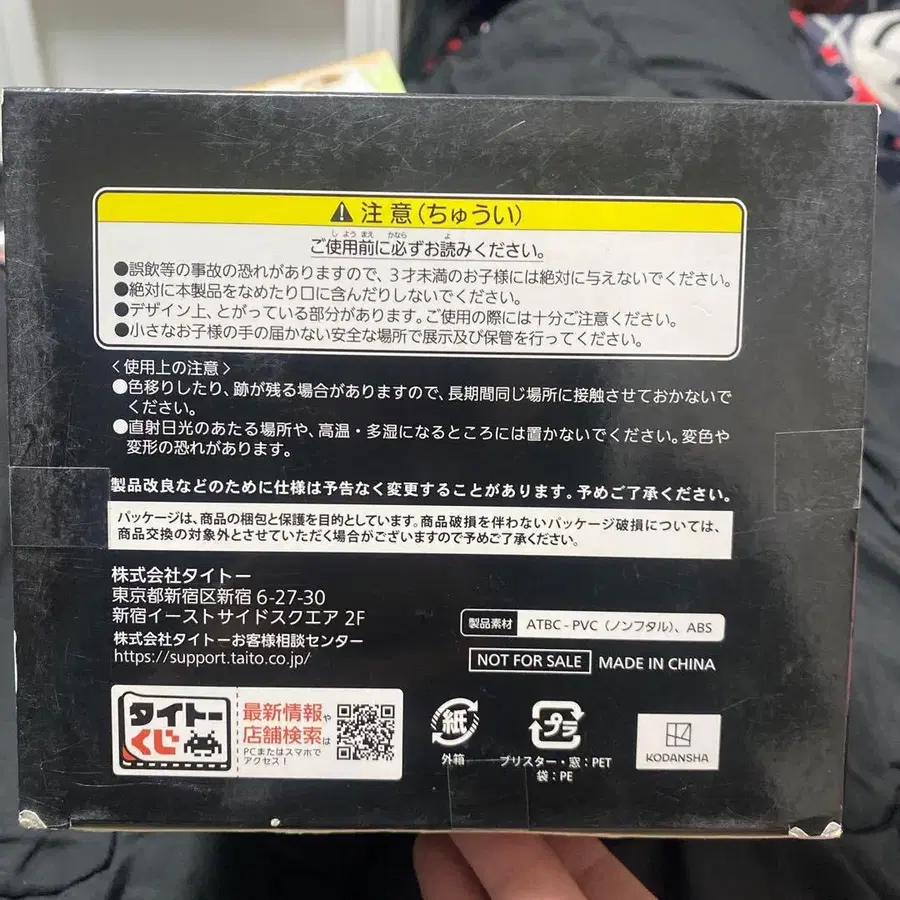 注意(ちゅうい)
しようまえ かなら よ
ご使用前に必ずお読みください。
●誤飲等の事故の恐れがありますので、3才未満のお子様には絶対に与えないでください。
●絶対に本製品をなめたり口に含んだりしないでください。
●デザイン上、とがっている部分があります。ご使用の際には十分ご注意ください。
●小さなお子様の手の届かない安全な場所で展示及び保管を行ってください。
<使用上の注意>
●色移りしたり、跡が残る場合がありますので、長期間同じ場所に接触させておかないで
ください。
●直射日光のあたる場所や、高温・多湿になるところには置かないでください。変色や
変形の恐れがあります。
製品改良などのために仕様は予告なく変更することがあります。予めご了承ください。
パッケージは、商品の梱包と保護を目的としています。商品破損を伴わないパッケージ破損については、
商品交換の対象外とさせていただく場合がございますので予めご了承ください。
株式会社タイトー
東京都新宿区新宿 6-27-30
新宿イーストサイドスクエア 2F
株式会社タイトーお客様相談センター
https://support.taito.co.jp/
製品素材 ATBC-PVC(ノンフタル)、ABS
NOT FOR SALE MADE IN CHINA
タイトー
くじ
最新情報や
店舗検索は
PCまたはスマホで
アクセス!
紙
外箱
プラ
ブリスター・窓:PET
袋:PE
KODANSHA